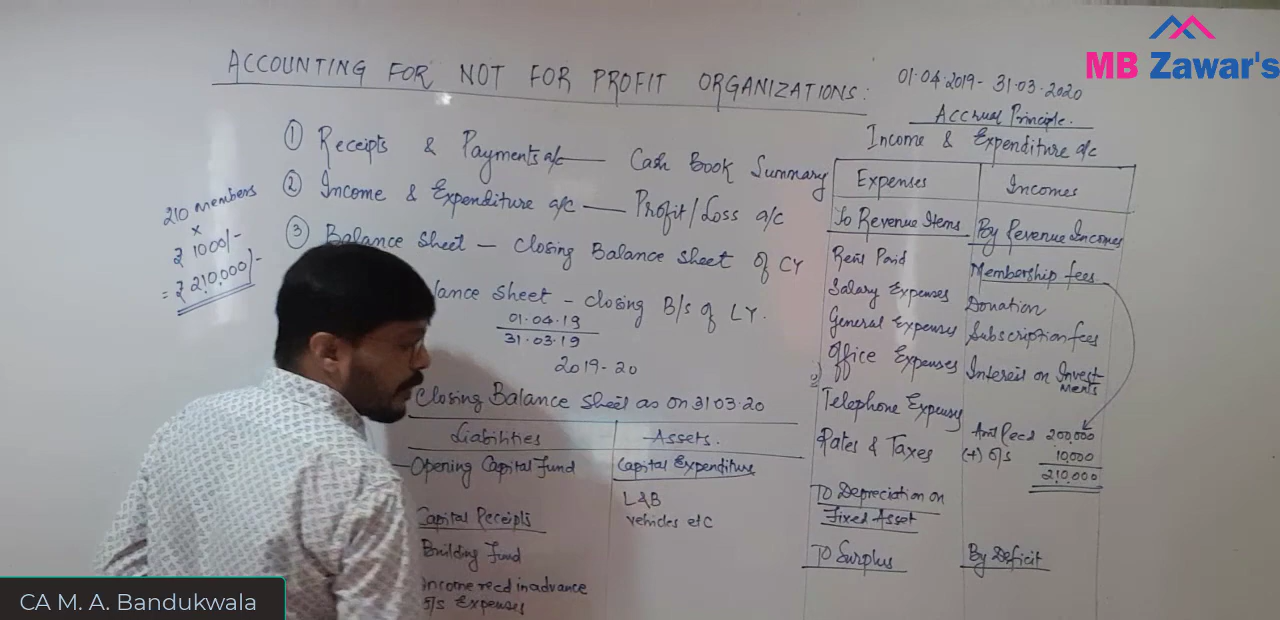 MB Zawar's
ACCOUNTING FOR NOT FOR PROFIT ORGANIZATIONS:
01.04.2019 - 31.03.2020
Accrual Principle.
① Receipts & Payments a/c — Cash Book Summary
② Income & Expenditure a/c — Profit/Loss a/c
③ Balance Sheet — Closing Balance Sheet of CY
lance Sheet - closing B/s of LY.
01.04.19
31.03.19
2019-20
210 members
x
₹ 1000/-
= ₹ 210,000/-
Closing Balance Sheet as on 31 03.20
Liabilities Assets.
Opening Capital Fund Capital Expenditure
L&B
Capital Receipts vehicles etc
Building Fund
Income recd in advance
o/s Expenses
Income & Expenditure a/c
Expenses Incomes
To Revenue Items By Revenue Incomes
Rent Paid Membership fees
Salary Expenses Donation
General Expenses Subscription fees
Office Expenses Interest on Invest-
ments
Telephone Expenses
Rates & Taxes Amt Recd 200,000
(+) o/s 10,000
210,000
To Depreciation on
Fixed Asset
To Surplus By Deficit
CA M. A. Bandukwala